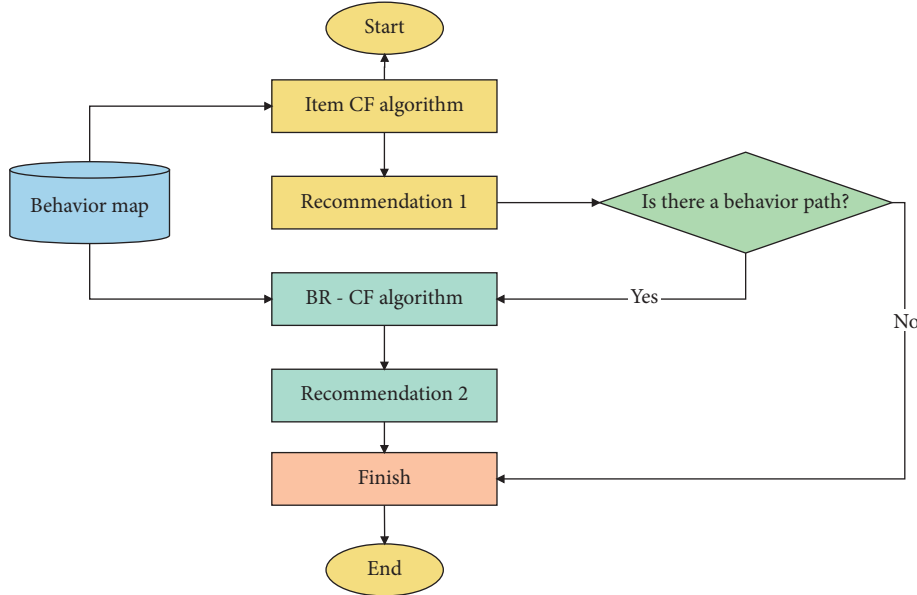 Start
Item CF algorithm
Behavior map
Recommendation 1
Is there a behavior path?
BR - CF algorithm
Yes
No
Recommendation 2
Finish
End